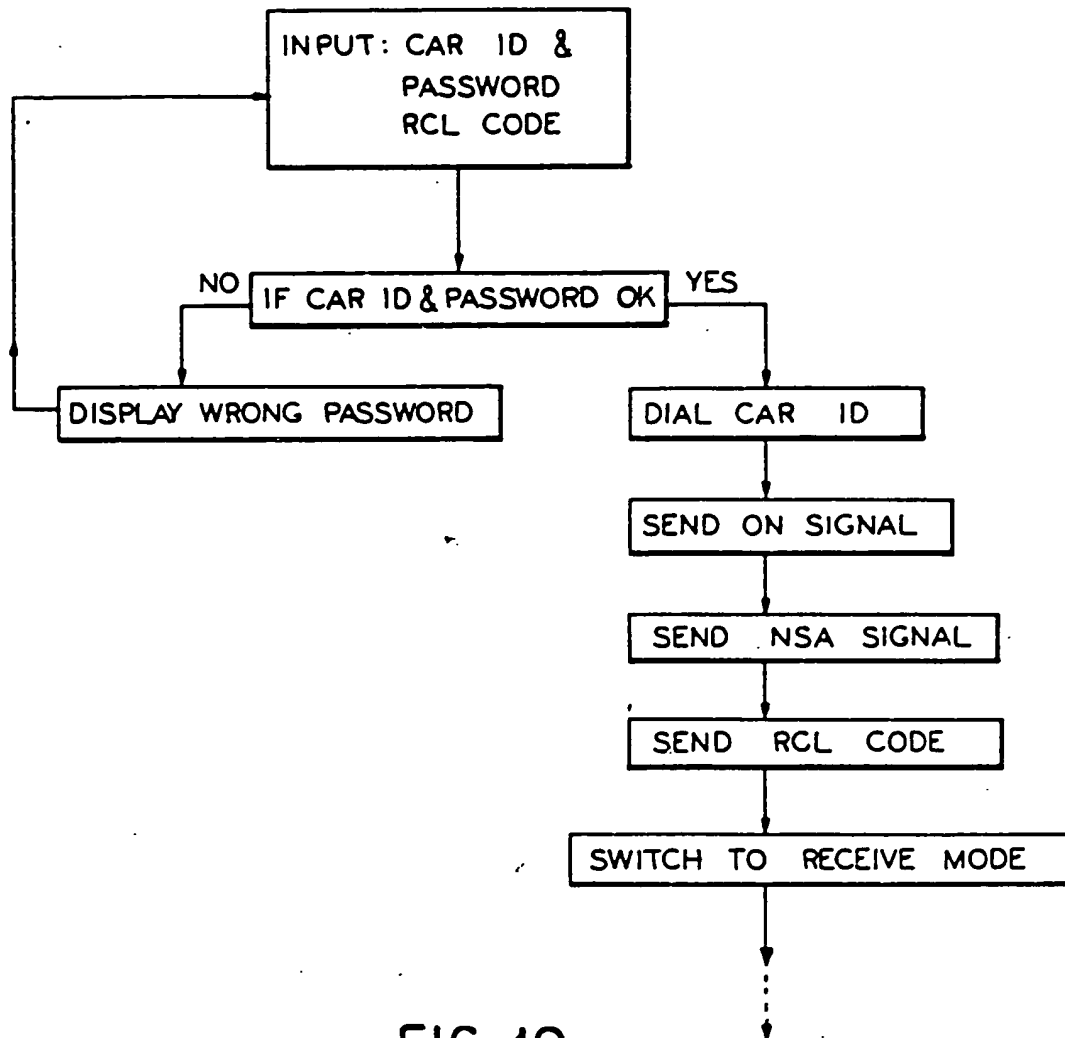 INPUT: CAR ID &
PASSWORD
RCL CODE
NO
IF CAR ID & PASSWORD OK
YES
DISPLAY WRONG PASSWORD
DIAL CAR ID
SEND ON SIGNAL
SEND NSA SIGNAL
SEND RCL CODE
SWITCH TO RECEIVE MODE